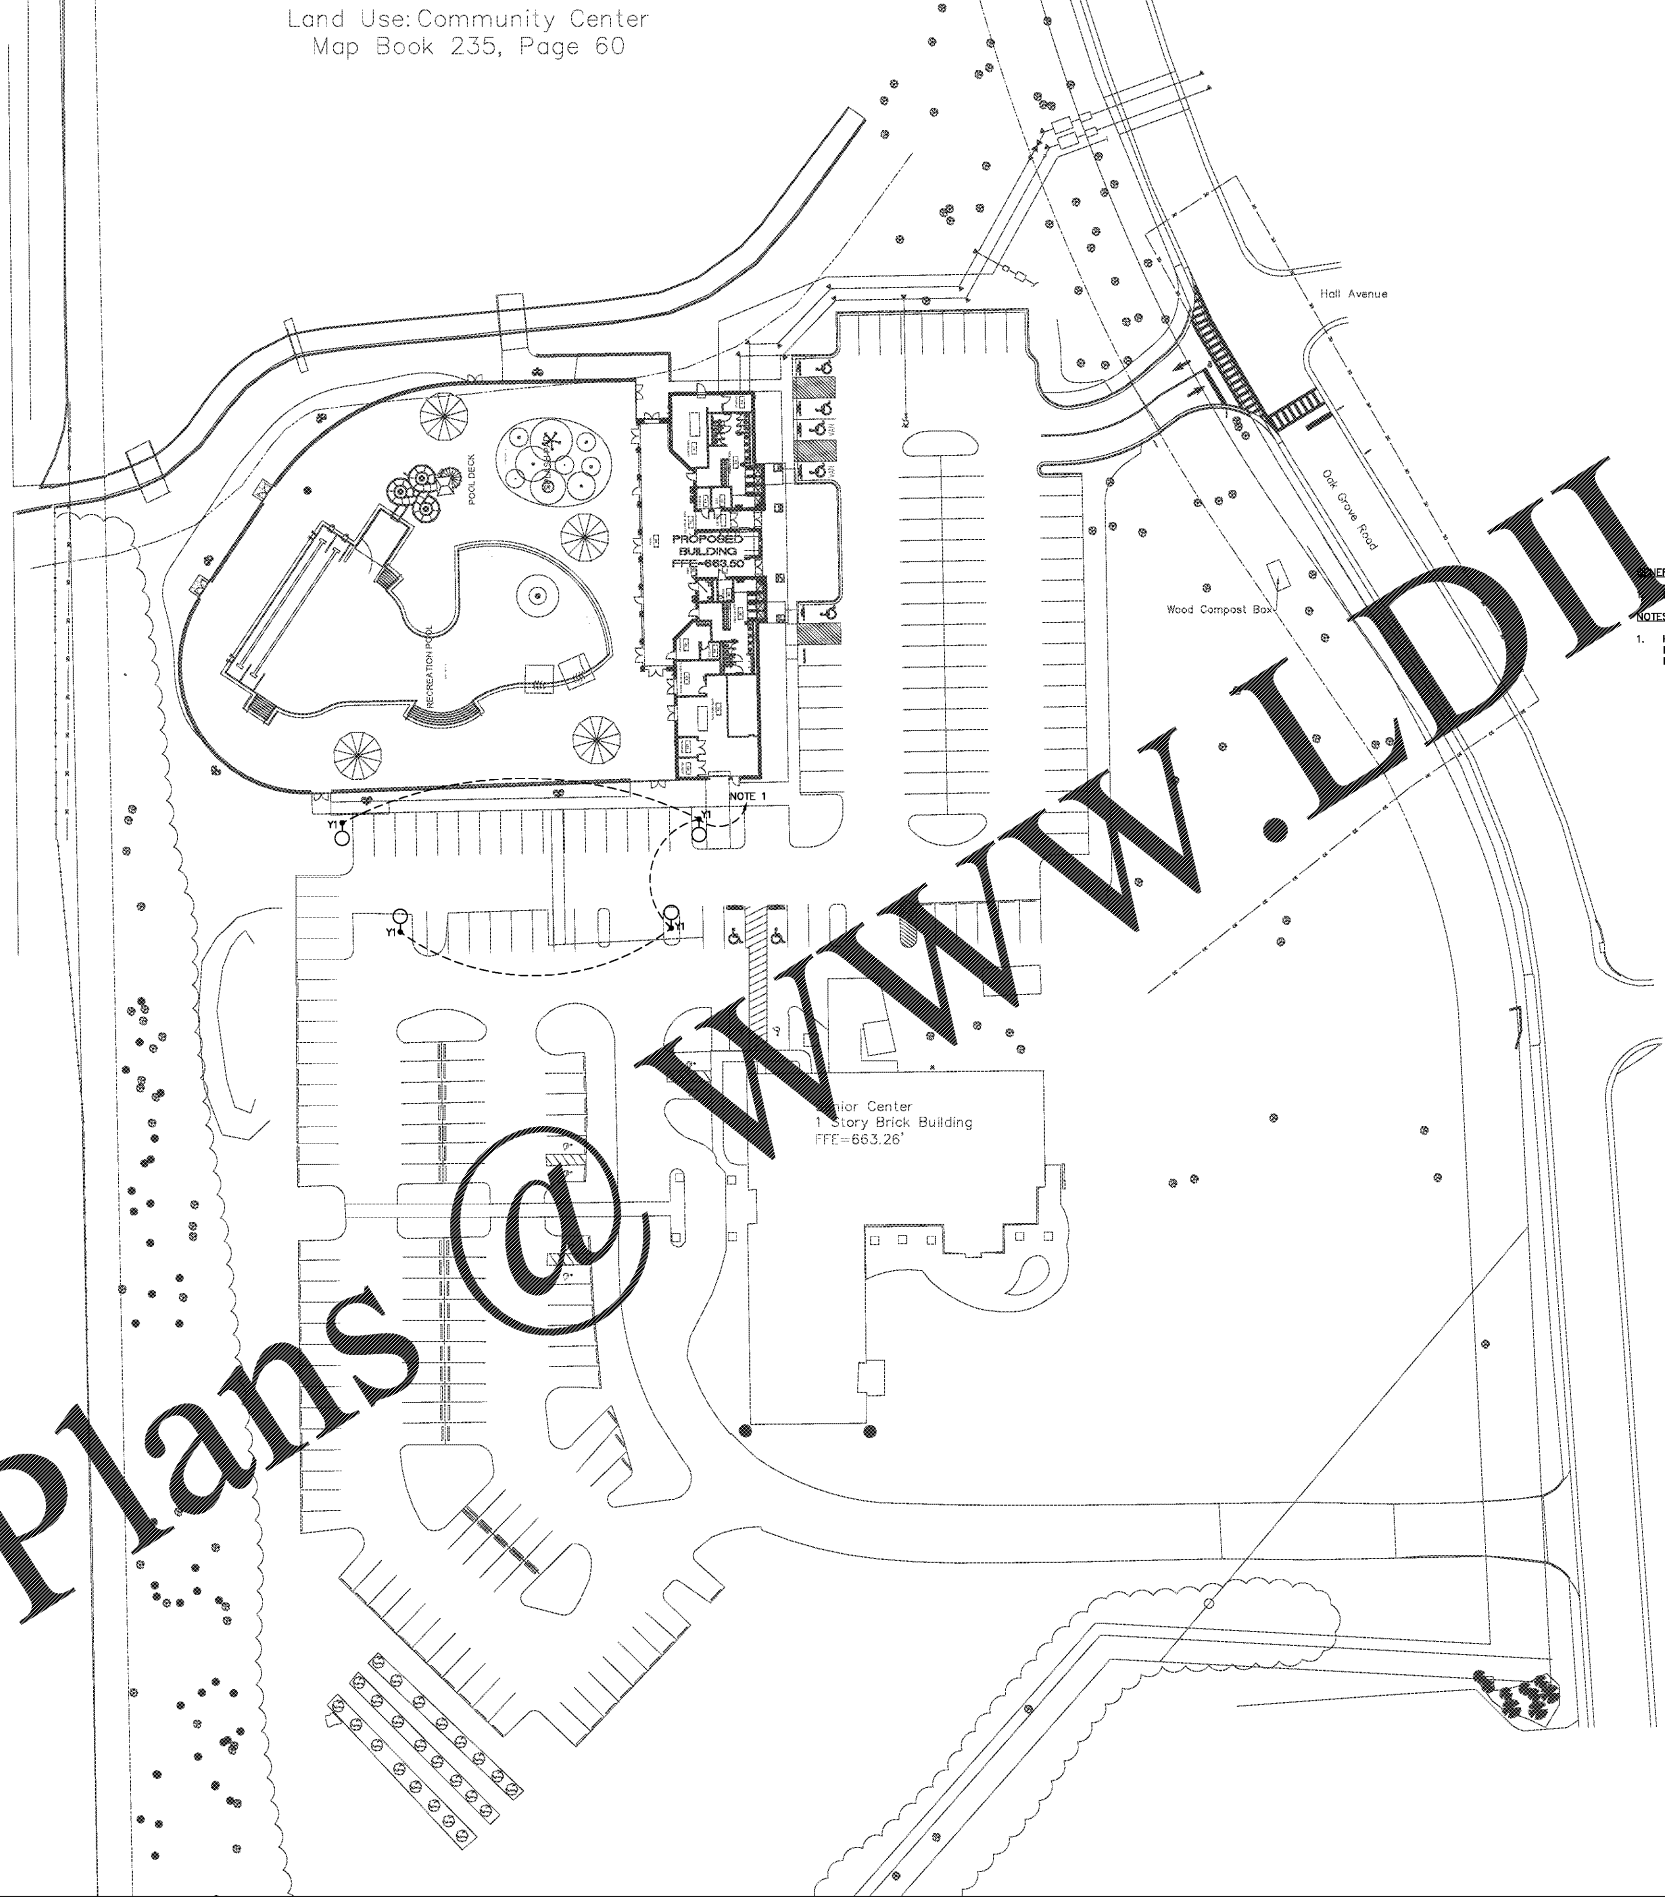 Land Use: Community Center
Map Book 235, Page 60
Hall Avenue
Oak Grove Road
POOL DECK
PROPOSED
BUILDING
FFE=663.50
Wood Compost Box
NOTES
1.
RECREATION POOL
NOTE 1
Y1
Y1
Y1
Y1
Senior Center
1 Story Brick Building
FFE=663.26'
Plans @ www.LDI